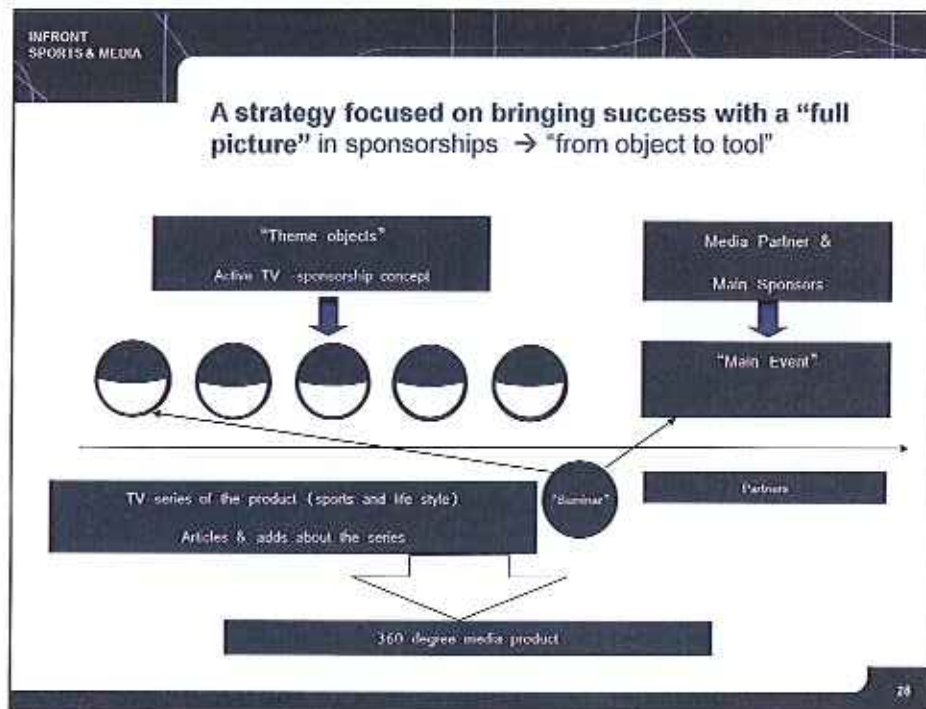 INFRONT
SPORTS & MEDIA
A strategy focused on bringing success with a “full
picture” in sponsorships → “from object to tool”
“Theme objects”
Active TV -sponsorship concept
Media Partner &
Main Sponsors
“Main Event”
TV series of the product (sports and life style)
Articles & adds about the series
Partners
360 degree media product
28